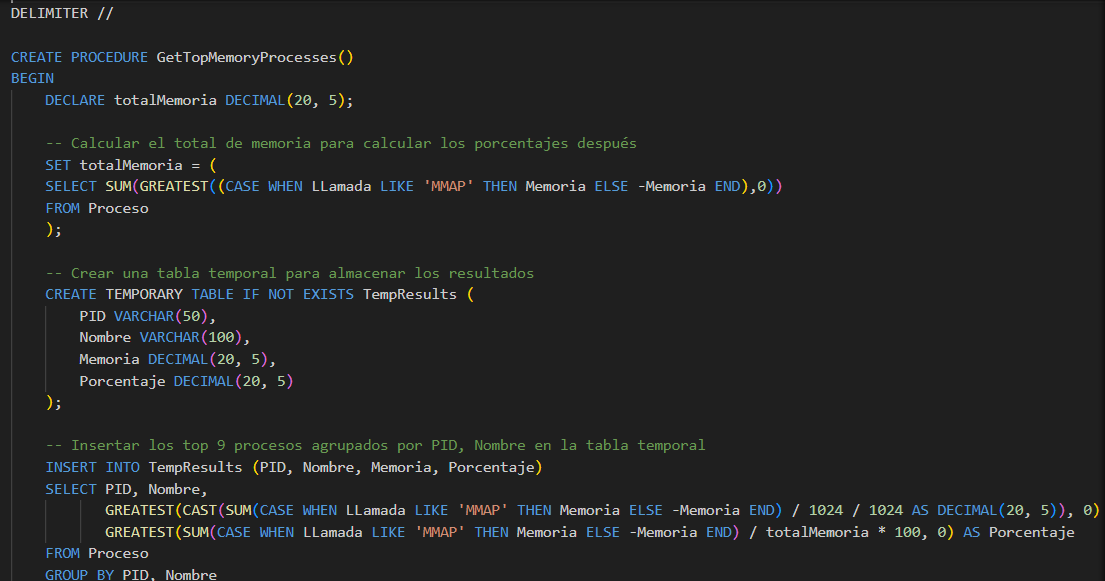 DELIMITER //
CREATE PROCEDURE GetTopMemoryProcesses()
BEGIN
DECLARE totalMemoria DECIMAL(20, 5);
-- Calcular el total de memoria para calcular los porcentajes después
SET totalMemoria = (
SELECT SUM(GREATEST((CASE WHEN LLamada LIKE 'MMAP' THEN Memoria ELSE -Memoria END),0))
FROM Proceso
);
-- Crear una tabla temporal para almacenar los resultados
CREATE TEMPORARY TABLE IF NOT EXISTS TempResults (
PID VARCHAR(50),
Nombre VARCHAR(100),
Memoria DECIMAL(20, 5),
Porcentaje DECIMAL(20, 5)
);
-- Insertar los top 9 procesos agrupados por PID, Nombre en la tabla temporal
INSERT INTO TempResults (PID, Nombre, Memoria, Porcentaje)
SELECT PID, Nombre,
GREATEST(CAST(SUM(CASE WHEN LLamada LIKE 'MMAP' THEN Memoria ELSE -Memoria END) / 1024 / 1024 AS DECIMAL(20, 5)), 0)
GREATEST(SUM(CASE WHEN LLamada LIKE 'MMAP' THEN Memoria ELSE -Memoria END) / totalMemoria * 100, 0) AS Porcentaje
FROM Proceso
GROUP BY PID, Nombre